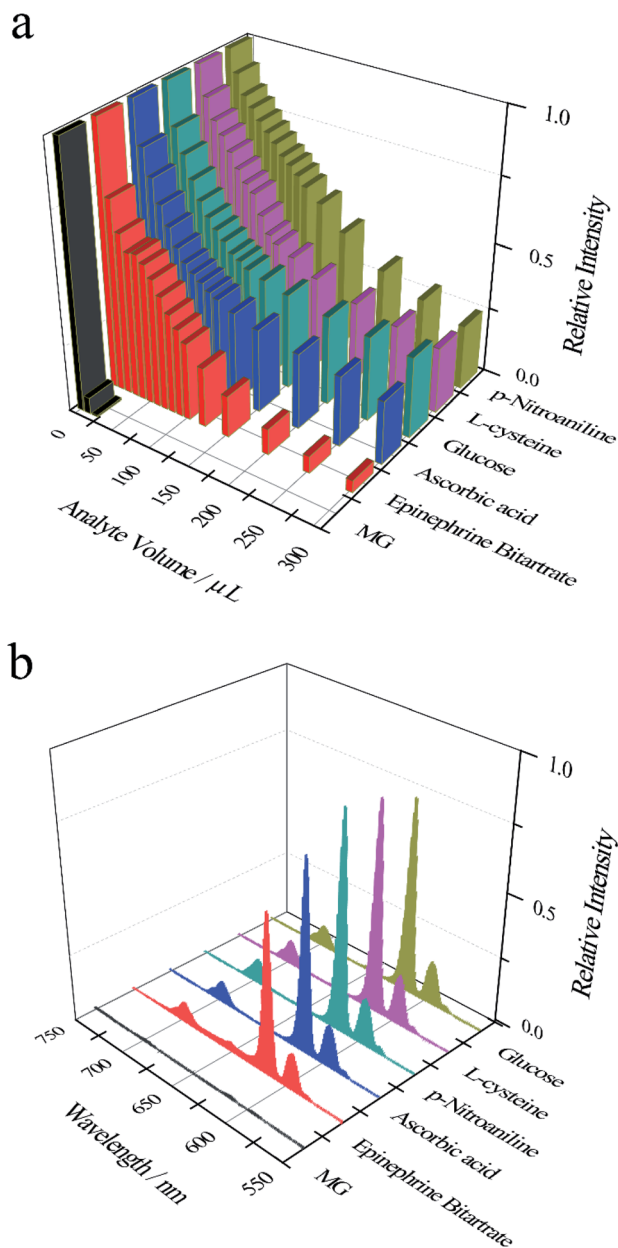 a
1.0
0.5
0.0
Relative Intensity
0
50
100
150
200
250
300
Analyte Volume / μL
p-Nitroaniline
L-cysteine
Glucose
Ascorbic acid
Epinephrine Bitartrate
MG
b
1.0
0.5
0.0
Relative Intensity
750
700
650
600
550
Wavelength / nm
Glucose
L-cysteine
p-Nitroaniline
Ascorbic acid
Epinephrine Bitartrate
MG